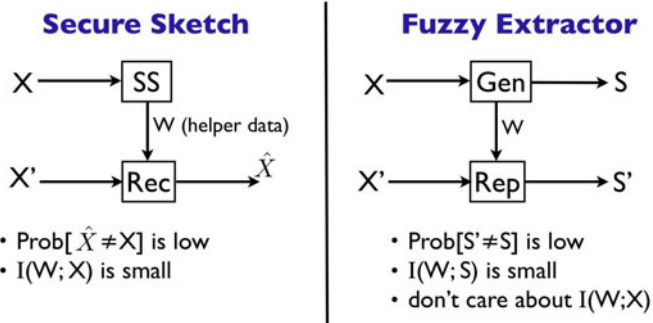 Secure Sketch
X
SS
W (helper data)
X'
Rec
X̂
• Prob[ X̂ ≠X] is low
• I(W; X) is small
Fuzzy Extractor
X
Gen
S
W
X'
Rep
S'
• Prob[S'≠S] is low
• I(W; S) is small
• don't care about I(W;X)